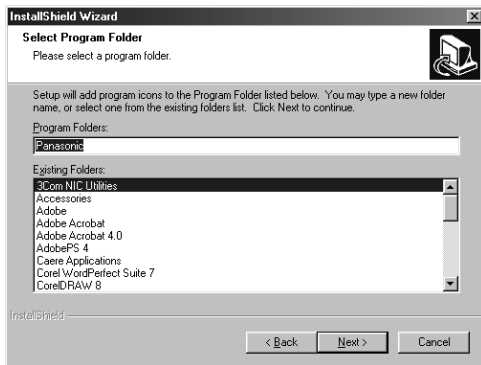 InstallShield Wizard
Select Program Folder
Please select a program folder.
Setup will add program icons to the Program Folder listed below. You may type a new folder
name, or select one from the existing folders list. Click Next to continue.
Program Folders:
Panasonic
Existing Folders:
3Com NIC Utilities
Accessories
Adobe
Adobe Acrobat
Adobe Acrobat 4.0
AdobePS 4
Caere Applications
Corel WordPerfect Suite 7
CorelDRAW 8
InstallShield
< Back Next > Cancel